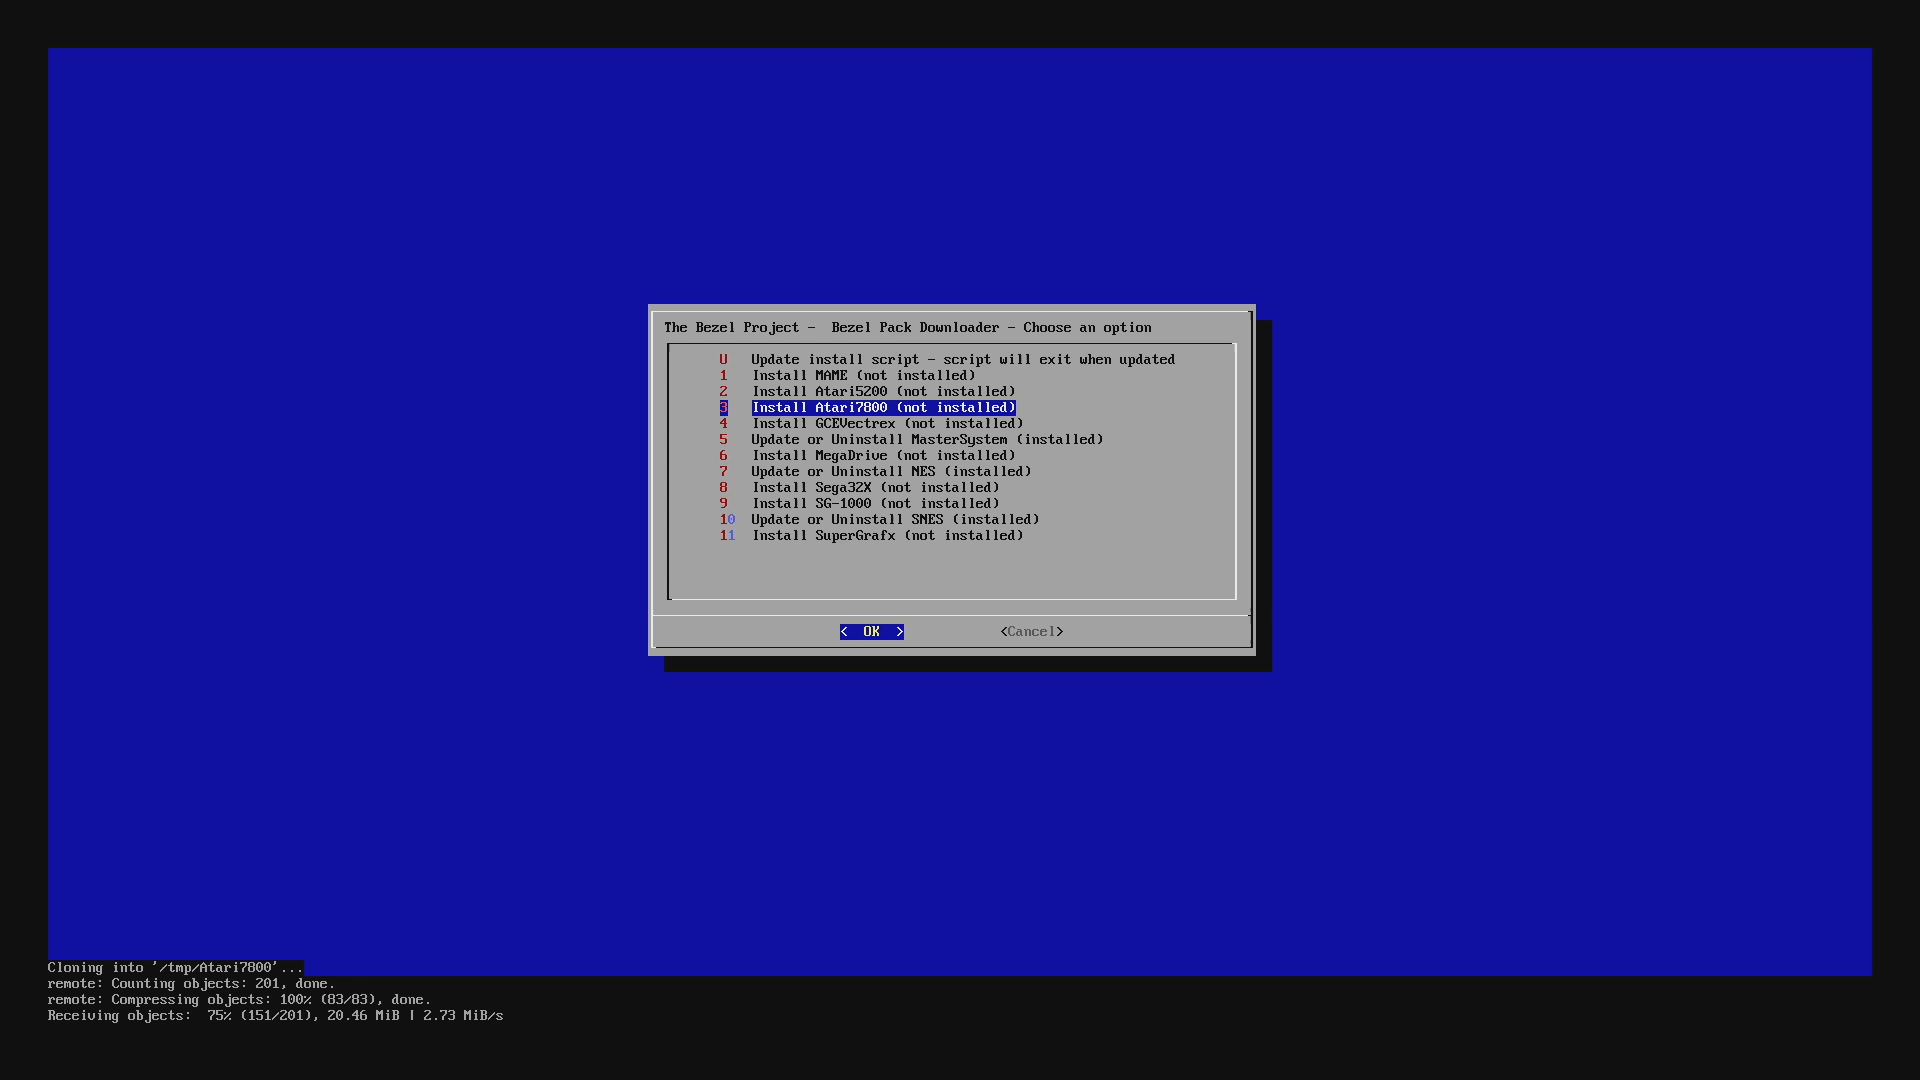 The Bezel Project -  Bezel Pack Downloader - Choose an option
U   Update install script - script will exit when updated
1   Install MAME (not installed)
2   Install Atari5200 (not installed)
3   Install Atari7800 (not installed)
4   Install GCEVectrex (not installed)
5   Update or Uninstall MasterSystem (installed)
6   Install MegaDrive (not installed)
7   Update or Uninstall NES (installed)
8   Install Sega32X (not installed)
9   Install SG-1000 (not installed)
10  Update or Uninstall SNES (installed)
11  Install SuperGrafx (not installed)
<  OK  >            <Cancel>
Cloning into '/tmp/Atari7800'...
remote: Counting objects: 201, done.
remote: Compressing objects: 100% (83/83), done.
Receiving objects:  75% (151/201), 20.46 MiB | 2.73 MiB/s